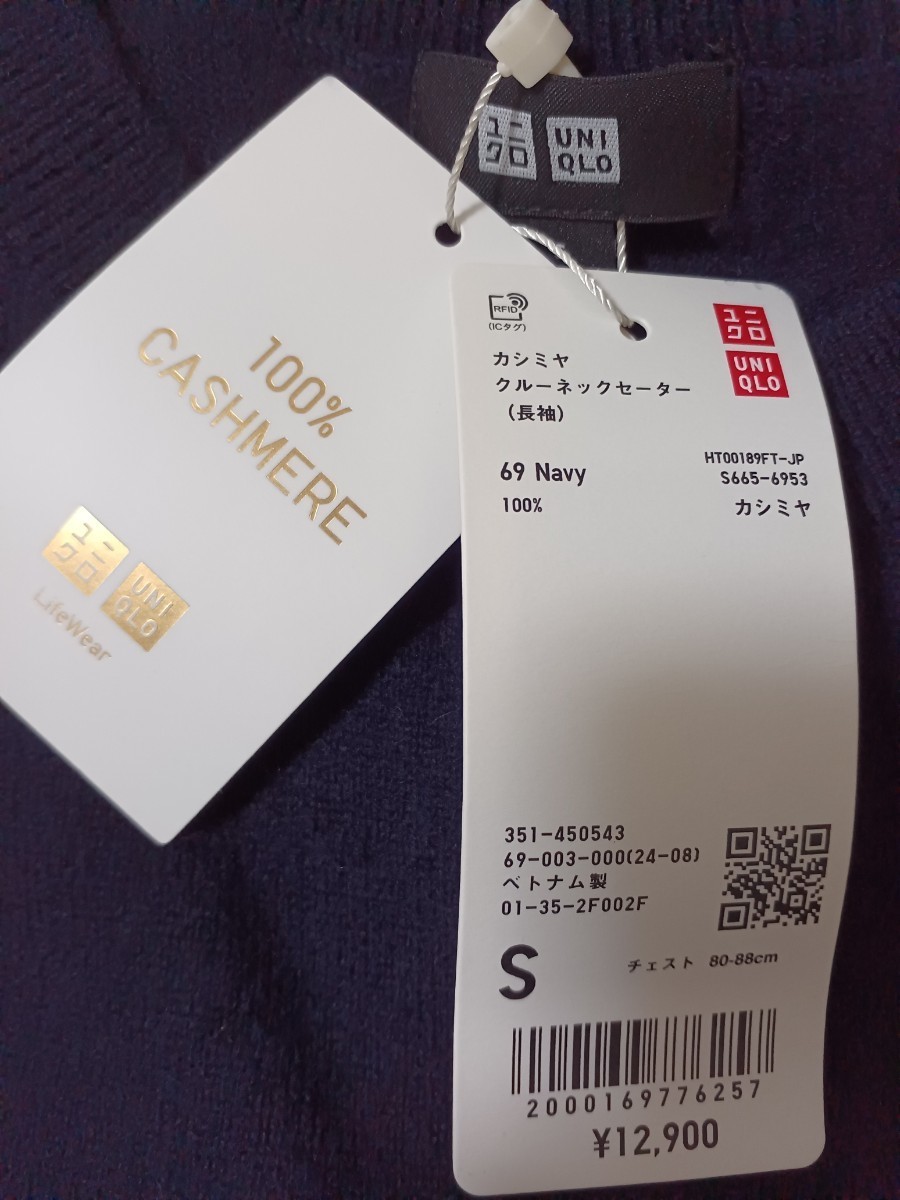 ユニ
クロ
UNI
QLO
100%
CASHMERE
ユニ
クロ
UNI
QLO
LifeWear
RFID
(ICタグ)
ユニ
クロ
UNI
QLO
カシミヤ
クルーネックセーター
(長袖)
HT00189FT-JP
69 Navy S665-6953
100% カシミヤ
351-450543
69-003-000(24-08)
ベトナム製
01-35-2F002F
S チェスト 80-88cm
2000169776257
¥12,900